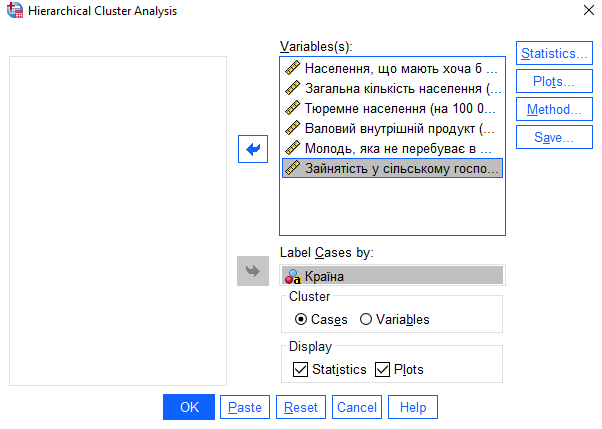 Hierarchical Cluster Analysis
Variables(s):
Населення, що мають хоча б ...
Загальна кількість населення (...
Тюремне населення (на 100 0...
Валовий внутрішній продукт (...
Молодь, яка не перебуває в ...
Зайнятість у сільському госпо...
Statistics...
Plots...
Method...
Save...
Label Cases by:
Країна
Cluster
Cases Variables
Display
Statistics Plots
OK Paste Reset Cancel Help